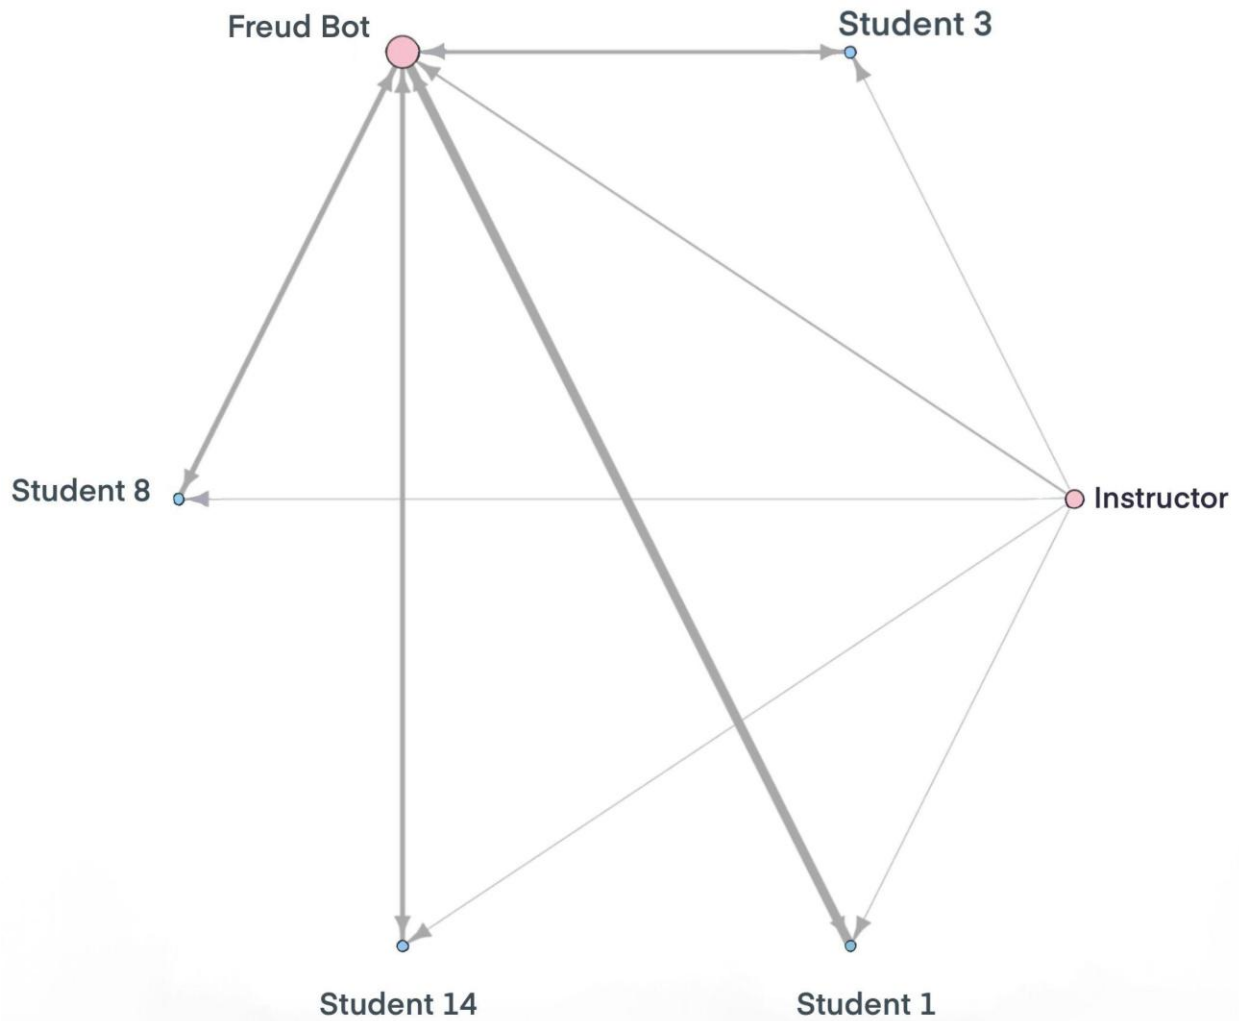 Freud Bot
Student 3
Student 8
Instructor
Student 14
Student 1